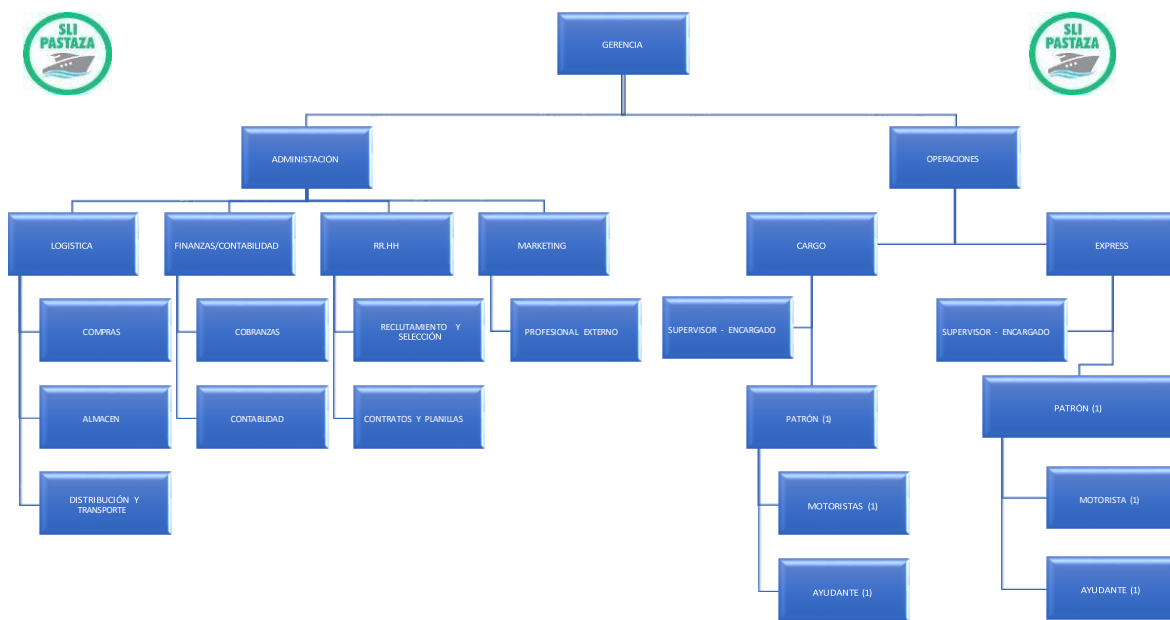 SLI
PASTAZA
GERENCIA
SLI
PASTAZA
ADMINISTACIÓN
OPERACIONES
LOGISTICA
FINANZAS/CONTABILIDAD
RR.HH
MARKETING
CARGO
EXPRESS
COMPRAS
COBRANZAS
RECLUTAMIENTO Y
SELECCIÓN
PROFESIONAL EXTERNO
SUPERVISOR - ENCARGADO
SUPERVISOR - ENCARGADO
ALMACEN
CONTABLIDAD
CONTRATOS Y PLANILLAS
PATRÓN (1)
PATRÓN (1)
DISTRIBUCIÓN Y
TRANSPORTE
MOTORISTAS (1)
MOTORISTA (1)
AYUDANTE (1)
AYUDANTE (1)